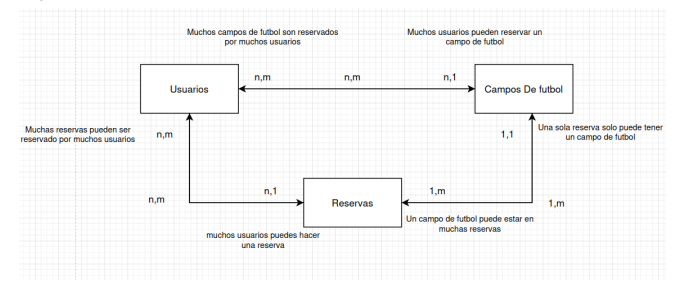 Muchos campos de futbol son reservados
por muchos usuarios
Muchos usuarios pueden reservar un
campo de futbol
n,m
n,m
n,1
Usuarios
Campos De futbol
Muchas reservas pueden ser
reservado por muchos usuarios
n,m
1,1
Una sola reserva solo puede tener
un campo de futbol
n,m
n,1
Reservas
1,m
1,m
Un campo de futbol puede estar en
muchas reservas
muchos usuarios puedes hacer
una reserva